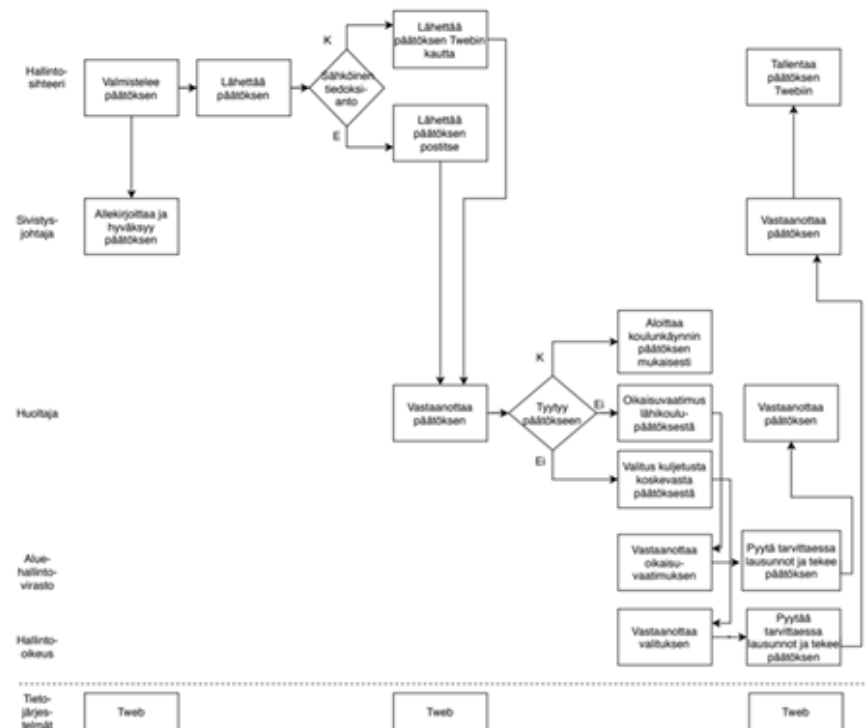 Hallinto-
sihteeri
Valmistelee
päätöksen
Lähettää
päätöksen
Sähköinen
tiedoksi-
anto
K
E
Lähettää
päätöksen Twebin
kautta
Lähettää
päätöksen
postitse
Tallentaa
päätöksen
Twebiin
Sivistys-
johtaja
Allekirjoittaa ja
hyväksyy
päätöksen
Vastaanottaa
päätöksen
Huoltaja
Vastaanottaa
päätöksen
Tyytyy
päätökseen
K
Ei
Ei
Aloittaa
koulunkäynnin
päätöksen
mukaisesti
Oikaisuvaatimus
lähikoulu-
päätöksestä
Valitus kuljetusta
koskevasta
päätöksestä
Vastaanottaa
päätöksen
Alue-
hallinto-
virasto
Vastaanottaa
oikaisu-
vaatimuksen
Pyytä tarvittaessa
lausunnot ja tekee
päätöksen
Hallinto-
oikeus
Vastaanottaa
valituksen
Pyytää
tarvittaessa
lausunnot ja tekee
päätöksen
Tieto-
järjes-
telmät
Tweb
Tweb
Tweb